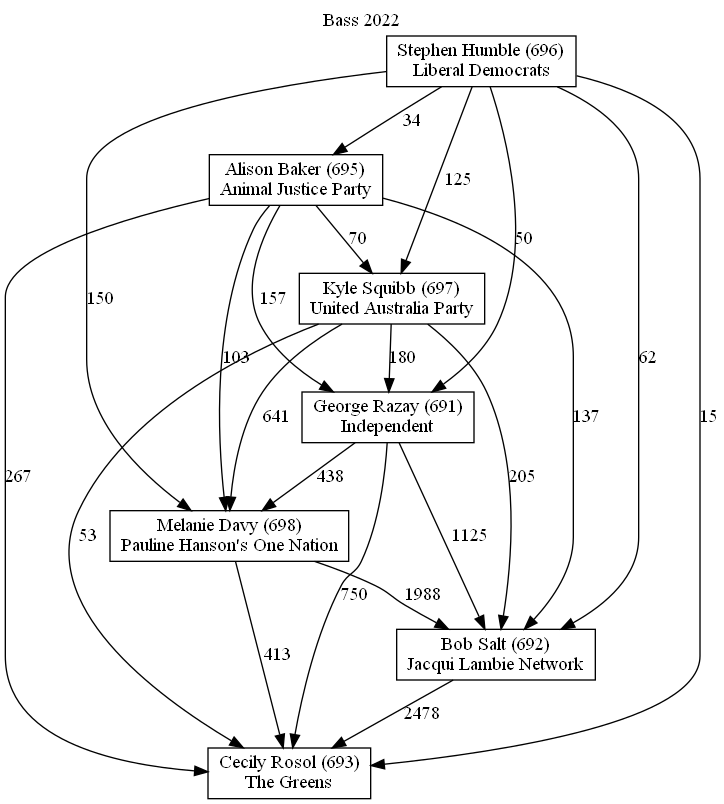 Bass 2022
Stephen Humble (696)
Liberal Democrats
34
Alison Baker (695)
Animal Justice Party
125
70
50
Kyle Squibb (697)
United Australia Party
150
157
103
180
62
15
George Razay (691)
Independent
641
137
267
438
205
Melanie Davy (698)
Pauline Hanson's One Nation
53
1125
750
1988
Bob Salt (692)
Jacqui Lambie Network
413
2478
Cecily Rosol (693)
The Greens